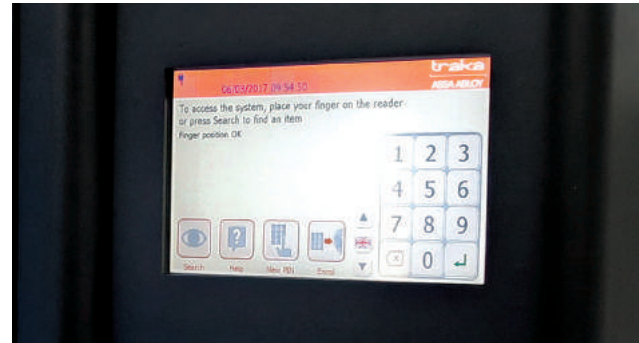 traka
ASSA ABLOY
06/03/2017 09:54:50
To access the system, place your finger on the reader
or press Search to find an item
Finger position OK
1 2 3
4 5 6
7 8 9
0
Search Help New PIN Enrol